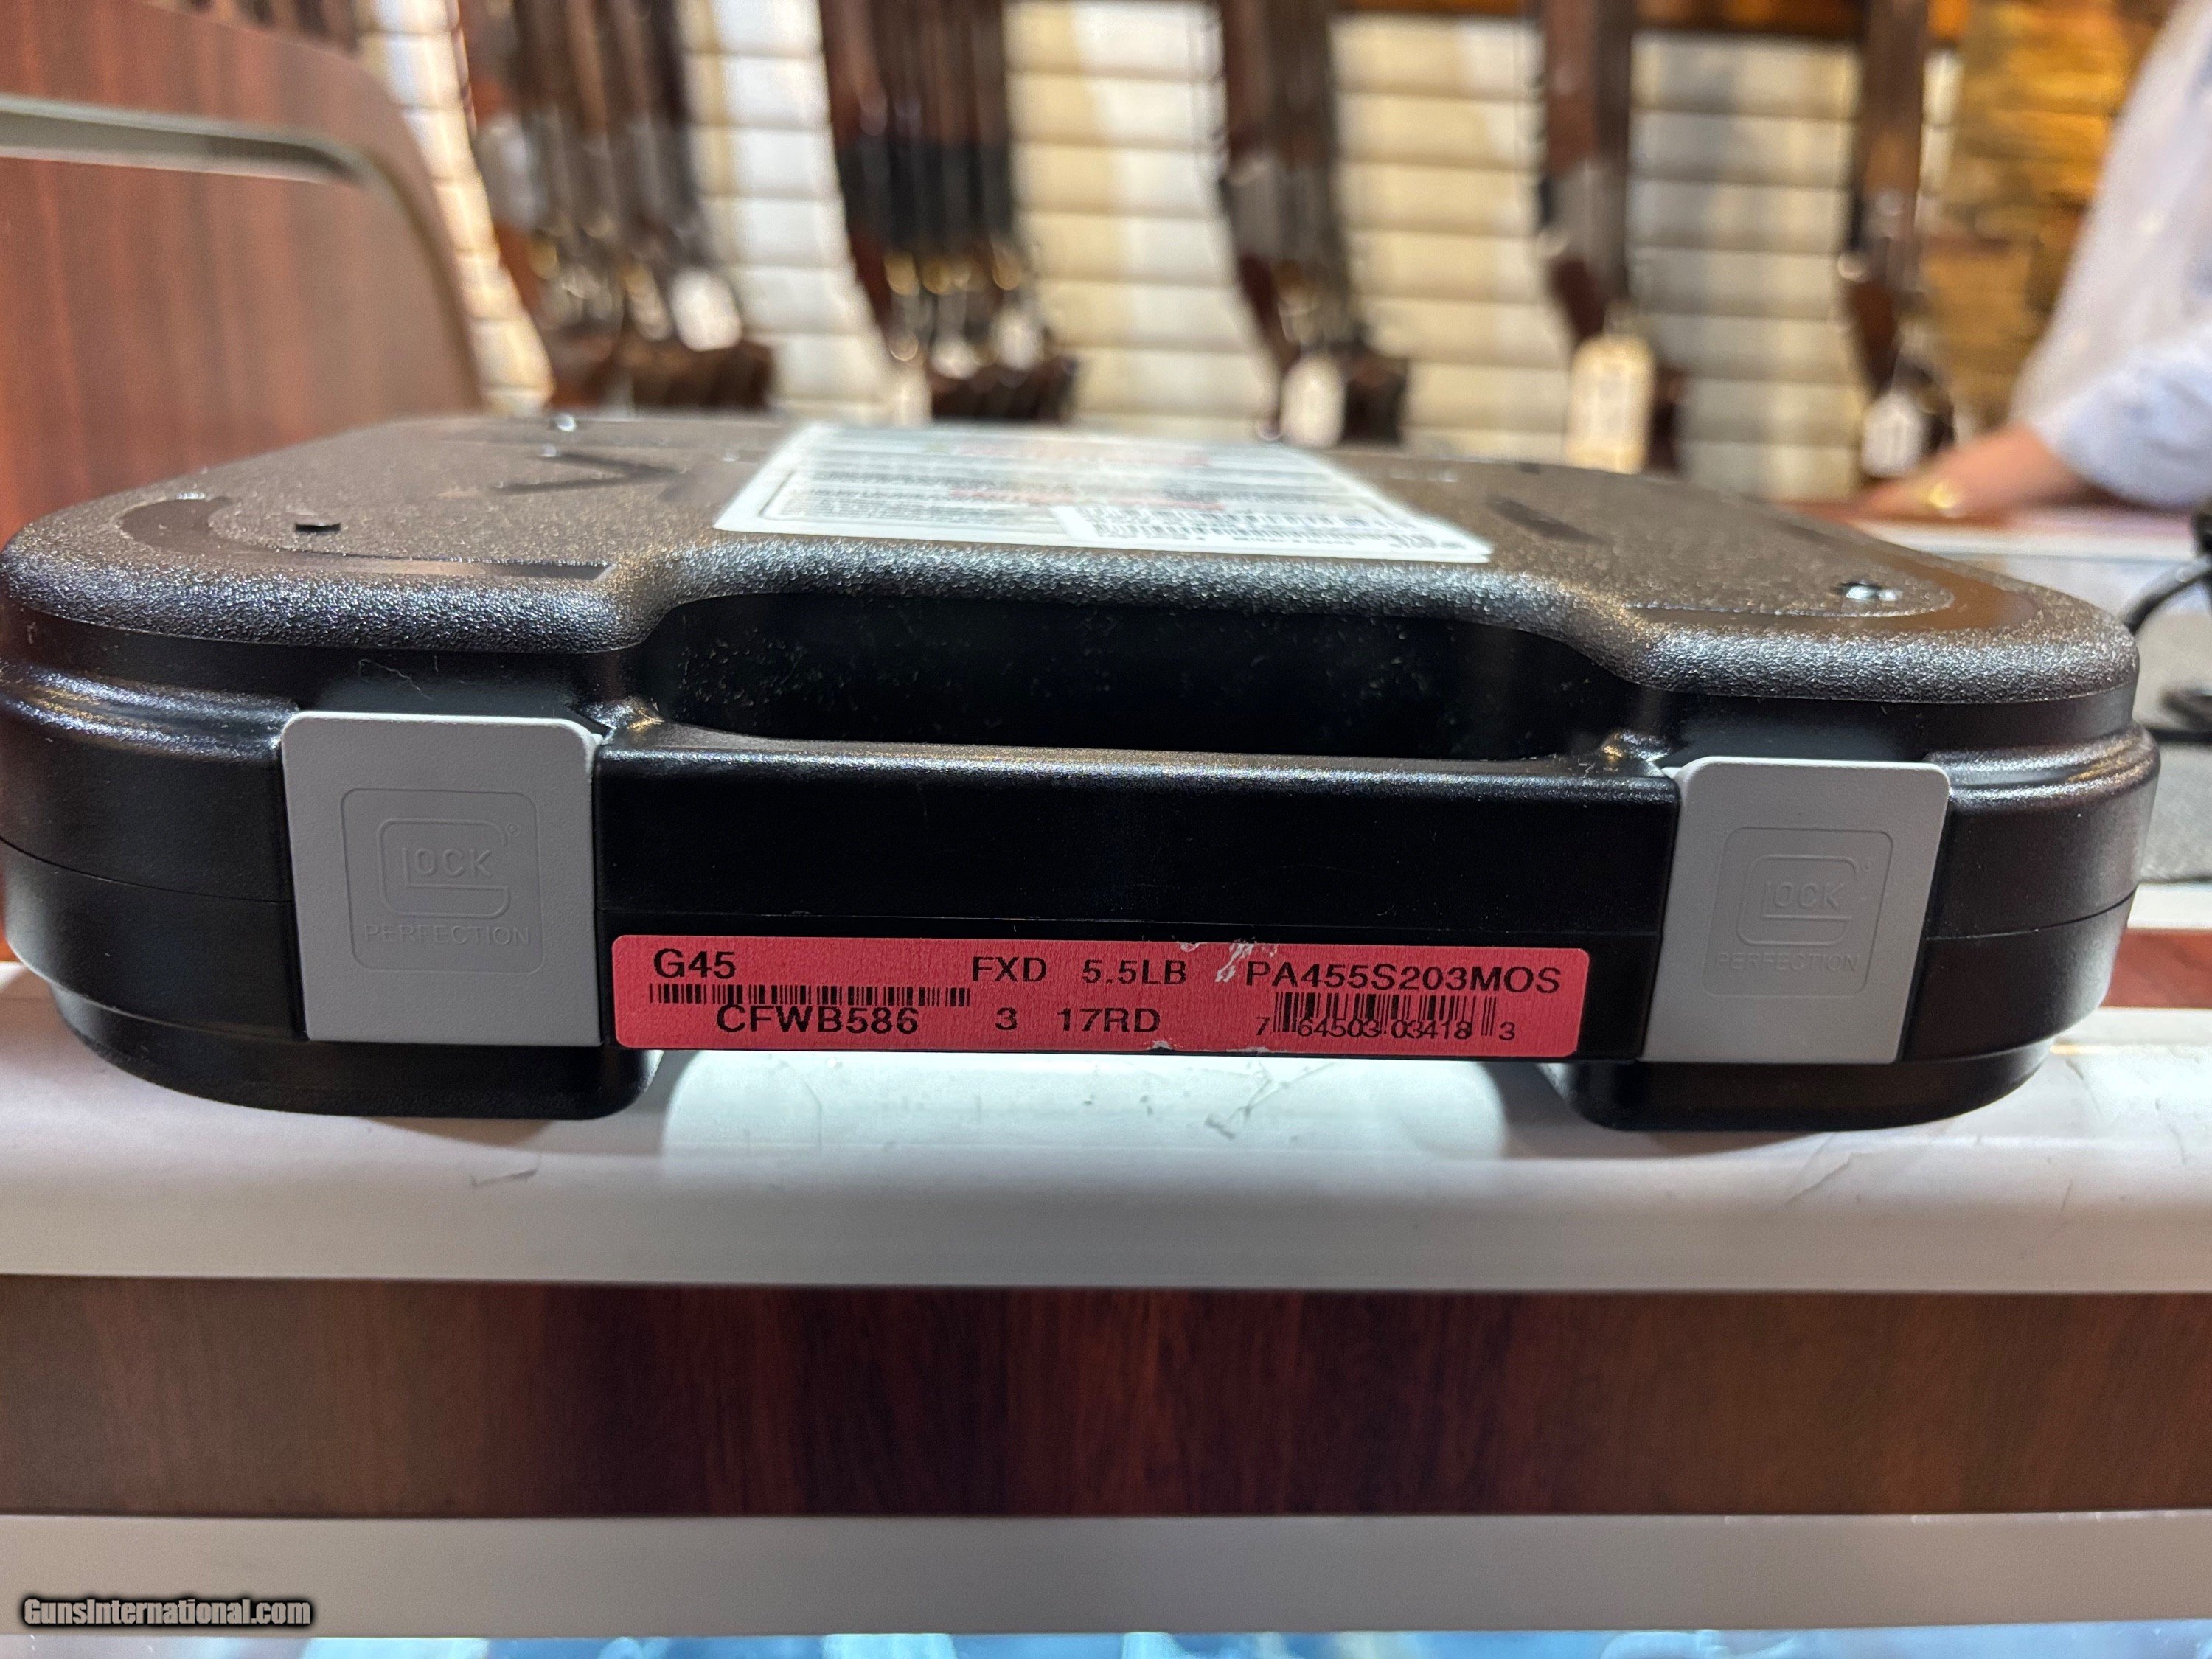 GLOCK
PERFECTION
GLOCK
PERFECTION
G45 FXD 5.5LB PA455S203MOS
CFWB586 3 17RD 7 64503 03418 3
GunsInternational.com